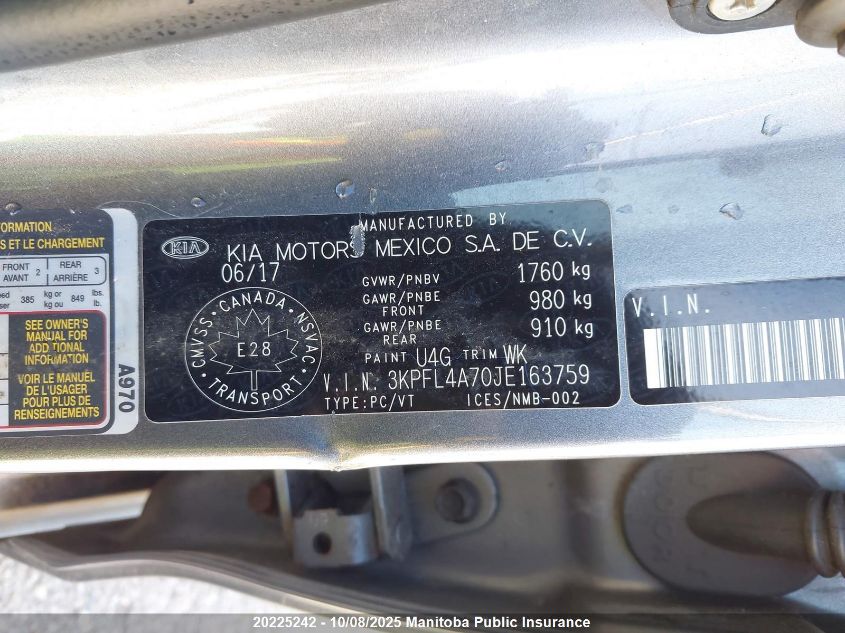 FORMATION
S ET LE CHARGEMENT
FRONT AVANT 2 REAR ARRIÈRE 3
385 kg or kg ou 849 lbs. lb.
SEE OWNER'S
MANUAL FOR
ADDITIONAL
INFORMATION
VOIR LE MANUEL
DE L'USAGER
POUR PLUS DE
RENSEIGNEMENTS
A970
MANUFACTURED BY
KIA KIA MOTORS MEXICO S.A. DE C.V.
06/17
GVWR/PNBV 1760 kg
GAWR/PNBE FRONT 980 kg
GAWR/PNBE REAR 910 kg
PAINT U4G TRIM WK
V.I.N. 3KPFL4A70JE163759
TYPE:PC/VT ICES/NMB-002
CANADA
CMVSS NSVAC
E28
TRANSPORT
V.I.N.
20225242 - 10/08/2025 Manitoba Public Insurance